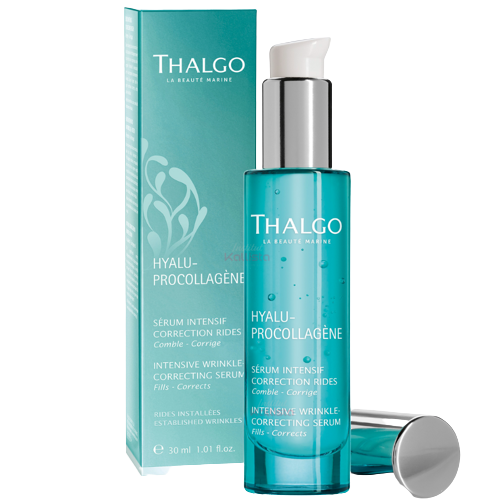 THALGO
LA BEAUTÉ MARINE
HYALU-
PROCOLLAGÈNE
SÉRUM INTENSIF
CORRECTION RIDES
Comble - Corrige
INTENSIVE WRINKLE-
CORRECTING SERUM
Fills - Corrects
RIDES INSTALLÉES
ESTABLISHED WRINKLES
℮ 30 ml 1.01 fl. oz.
THALGO
LA BEAUTÉ MARINE
HYALU-
PROCOLLAGÈNE
SÉRUM INTENSIF
CORRECTION RIDES
Comble - Corrige
INTENSIVE WRINKLE-
CORRECTING SERUM
Fills - Corrects